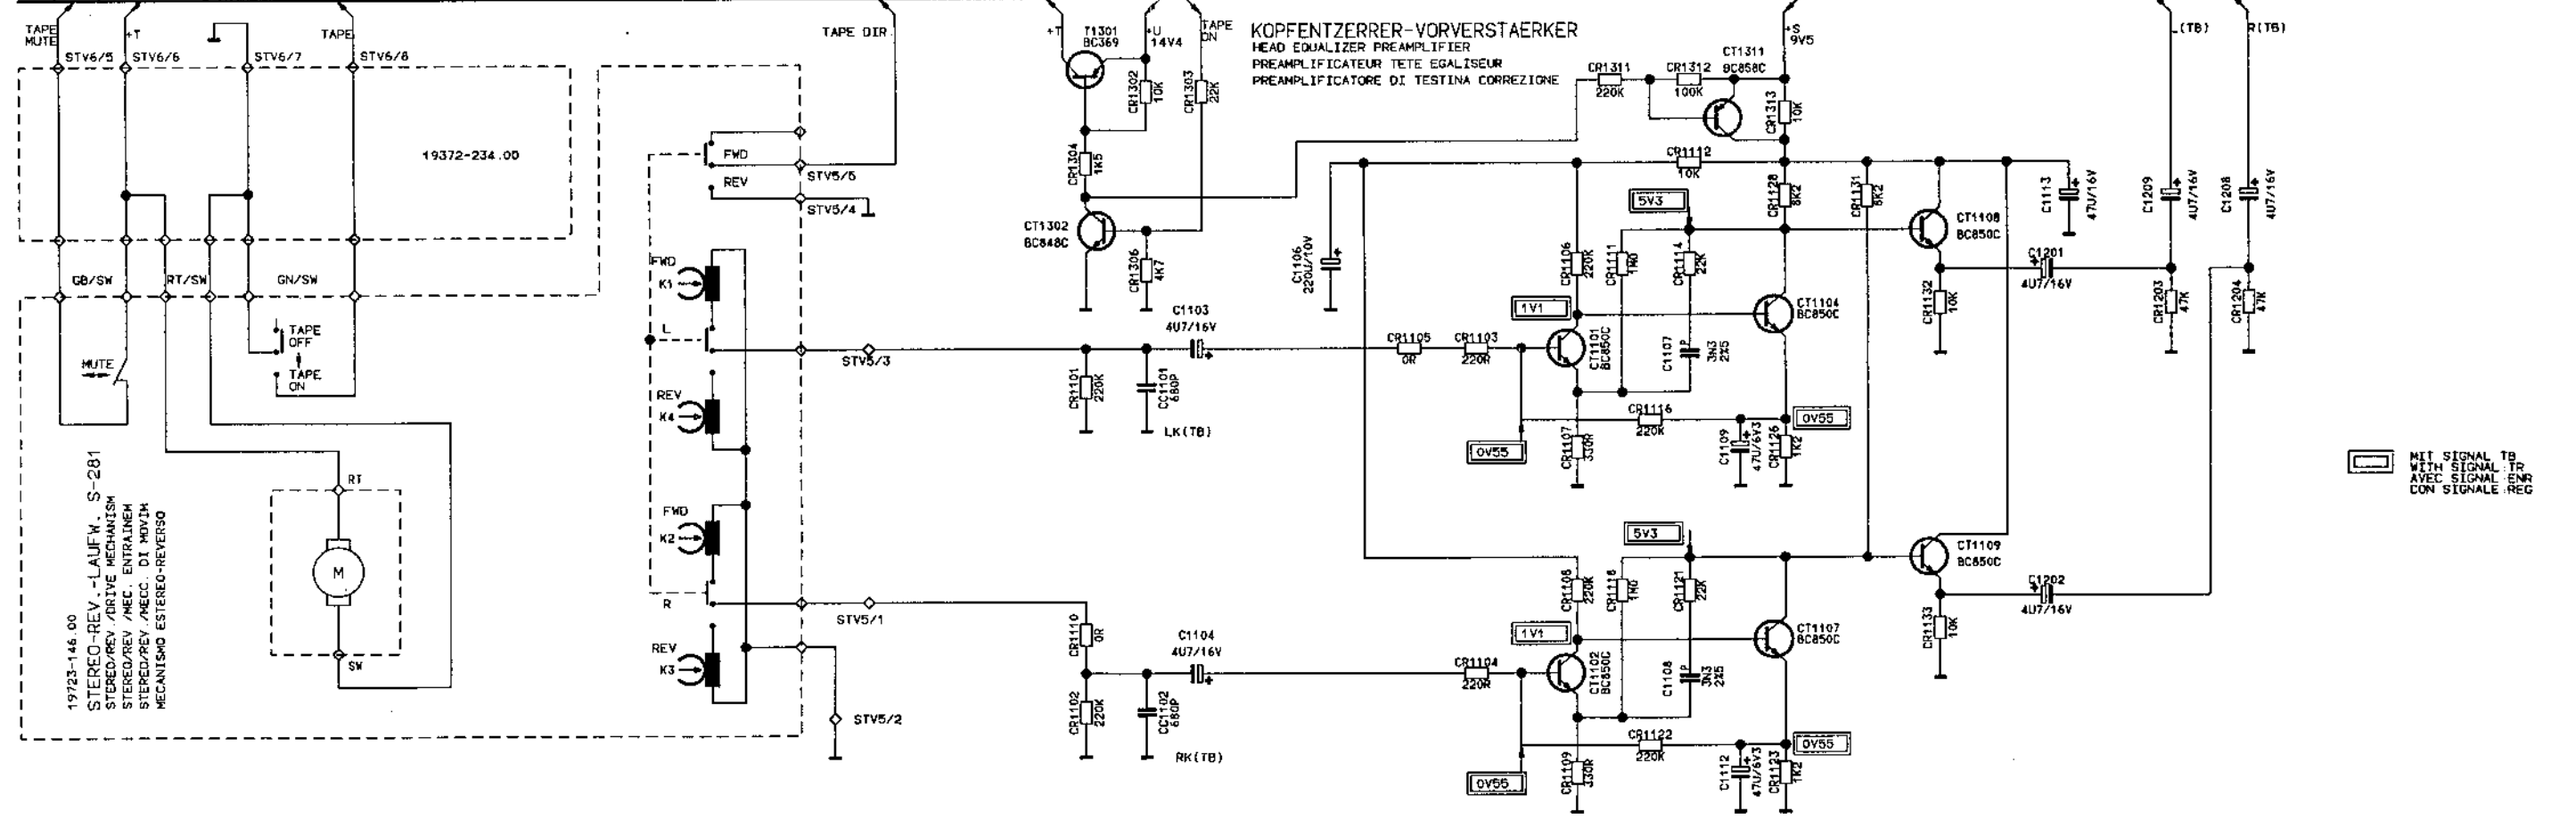 TAPE
MUTE
+T
TAPE
TAPE DIR.
STV6/5
STV6/6
STV6/7
STV6/8
+T
T1301
BC369
+U
14V4
TAPE
ON
KOPFENTZERRER-VORVERSTAERKER
HEAD EQUALIZER PREAMPLIFIER
PREAMPLIFICATEUR TETE EGALISEUR
PREAMPLIFICATORE DI TESTINA CORREZIONE
CR1302
10K
CR1303
22K
CR1311
220K
CR1312
100K
CT1311
BC858C
+S
9V5
CR1313
10K
L(TB)
R(TB)
19372-234.00
FWD
REV
STV5/5
STV5/4
CR1304
1K5
CT1302
BC848C
CR1306
4K7
CR1112
10K
C1106
220U/10V
5V3
CR1128
8K2
CR1131
8K2
CT1108
BC850C
C1113
47U/16V
C1209
4U7/16V
C1208
4U7/16V
GB/SW
RT/SW
GN/SW
FWD
K1
L
REV
K4
CR1106
220K
CR1111
1M0
CR1114
22K
C1201
4U7/16V
CR1132
10K
CR1203
47K
CR1204
47K
TAPE
OFF
TAPE
ON
MUTE
STV5/3
C1103
4U7/16V
CR1105
0R
CR1103
220R
1V1
CT1101
BC850C
C1107
3N3
2%5
CT1104
BC850C
CR1101
220K
CC1101
680P
LK(TB)
0V55
CR1107
330R
CR1116
220K
C1109
47U/6V3
CR1126
1K2
0V55
MIT SIGNAL TB
WITH SIGNAL:TR
AVEC SIGNAL:ENR
CON SIGNALE:REG
19723-146.00
STEREO-REV.-LAUFW. S-281
STEREO/REV./DRIVE MECHANISM
STEREO/REV./MEC. ENTRAINEM
STEREO/REV./MECC. DI MOVIM
MECANISMO ESTEREO-REVERSO
RT
M
SW
FWD
K2
R
REV
K3
STV5/1
STV5/2
CR1110
0R
CR1102
220K
CC1102
680P
RK(TB)
C1104
4U7/16V
CR1104
220R
5V3
1V1
CR1108
220K
CR1118
1M0
CR1121
22K
CT1102
BC850C
C1108
3N3
2%5
CT1107
BC850C
CT1109
BC850C
C1202
4U7/16V
CR1133
10K
0V55
CR1109
330R
CR1122
220K
C1112
47U/6V3
CR1123
1K2
0V55